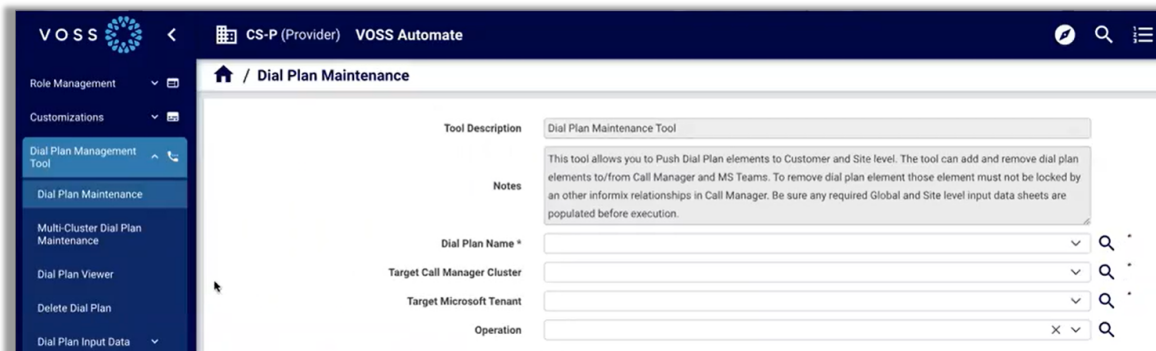 VOSS
CS-P (Provider) VOSS Automate
/ Dial Plan Maintenance
Role Management
Customizations
Dial Plan Management
Tool
Dial Plan Maintenance
Multi-Cluster Dial Plan
Maintenance
Dial Plan Viewer
Delete Dial Plan
Dial Plan Input Data
Tool Description
Dial Plan Maintenance Tool
Notes
This tool allows you to Push Dial Plan elements to Customer and Site level. The tool can add and remove dial plan
elements to/from Call Manager and MS Teams. To remove dial plan element those element must not be locked by
an other informix relationships in Call Manager. Be sure any required Global and Site level input data sheets are
populated before execution.
Dial Plan Name *
Target Call Manager Cluster
Target Microsoft Tenant
Operation